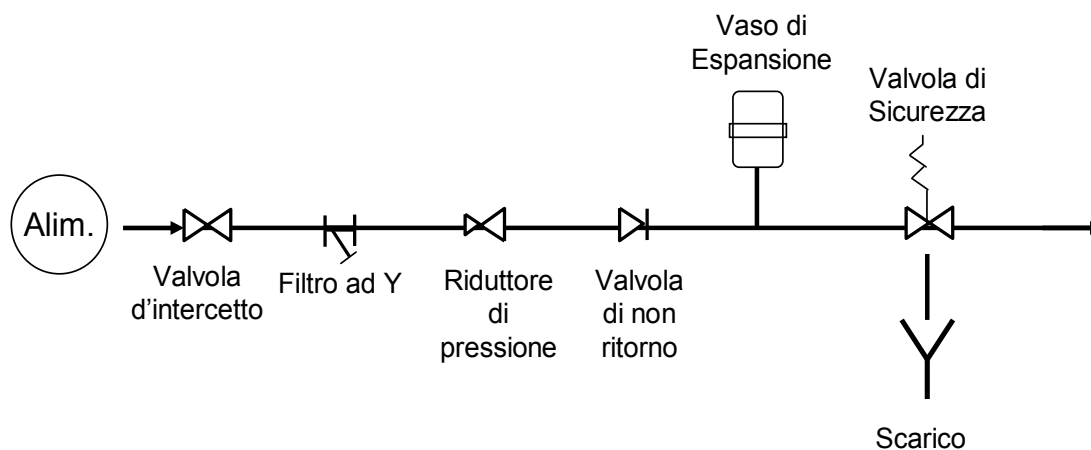 Alim.
Valvola
d'intercetto
Filtro ad Y
Riduttore
di
pressione
Valvola
di non
ritorno
Vaso di
Espansione
Valvola di
Sicurezza
Scarico